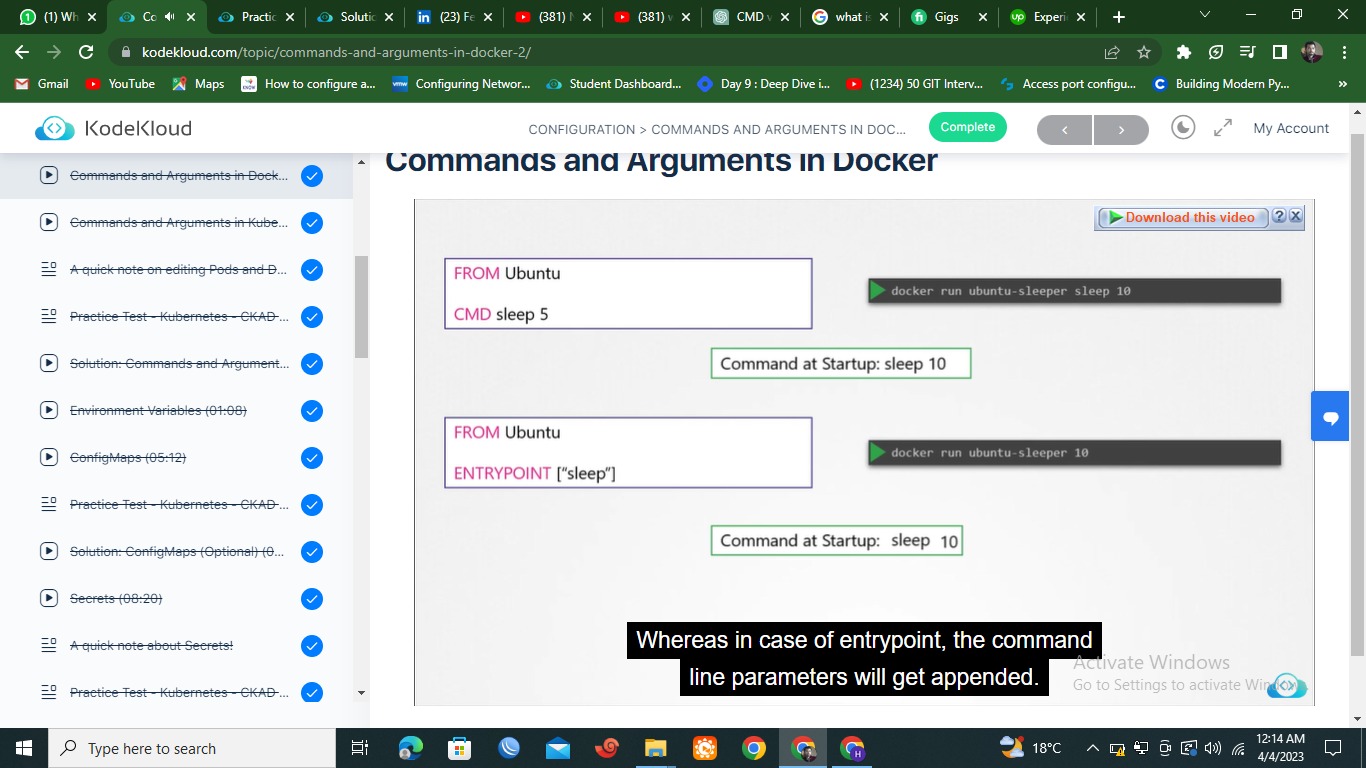 (1) Wh
Co
Practic
Solutic
(23) Fe
(381) N
(381) v
CMD v
what is
Gigs
Experi
kodekloud.com/topic/commands-and-arguments-in-docker-2/
Gmail
YouTube
Maps
How to configure a...
Configuring Networ...
Student Dashboard...
Day 9 : Deep Dive i...
(1234) 50 GIT Interv...
Access port configu...
Building Modern Py...
»
KodeKloud
CONFIGURATION > COMMANDS AND ARGUMENTS IN DOC...
Complete
< >
My Account
Commands and Arguments in Dock...
Commands and Arguments in Kube...
A quick note on editing Pods and D...
Practice Test - Kubernetes - CKAD ...
Solution: Commands and Argument...
Environment Variables (01:08)
ConfigMaps (05:12)
Practice Test - Kubernetes - CKAD ...
Solution: ConfigMaps (Optional) (0...
Secrets (08:20)
A quick note about Secrets!
Practice Test - Kubernetes - CKAD ...
Commands and Arguments in Docker
Download this video
? X
FROM Ubuntu
CMD sleep 5
docker run ubuntu-sleeper sleep 10
Command at Startup: sleep 10
FROM Ubuntu
ENTRYPOINT ["sleep"]
docker run ubuntu-sleeper 10
Command at Startup: sleep 10
Whereas in case of entrypoint, the command
line parameters will get appended.
Activate Windows
Go to Settings to activate
Type here to search
18°C
12:14 AM
4/4/2023